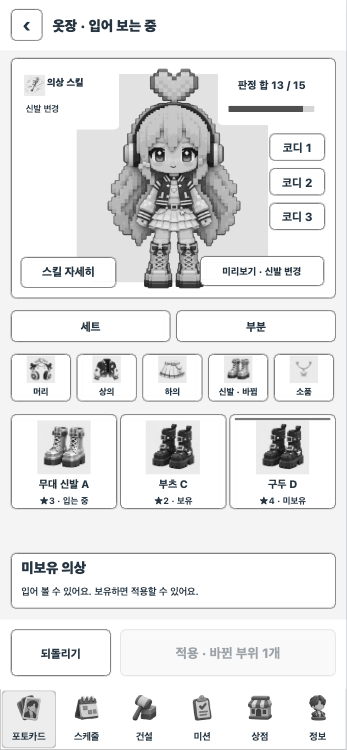 옷장 · 입어 보는 중
의상 스킬
신발 변경
판정 합 13 / 15
코디 1
코디 2
코디 3
스킬 자세히
미리보기 · 신발 변경
세트
부분
머리
상의
하의
신발 · 바뀜
소품
무대 신발 A
★3 · 입는 중
부츠 C
★2 · 보유
구두 D
★4 · 미보유
미보유 의상
입어 볼 수 있어요. 보유하면 적용할 수 있어요.
되돌리기
적용 · 바뀐 부위 1개
포토카드
스케줄
건설
미션
상점
정보